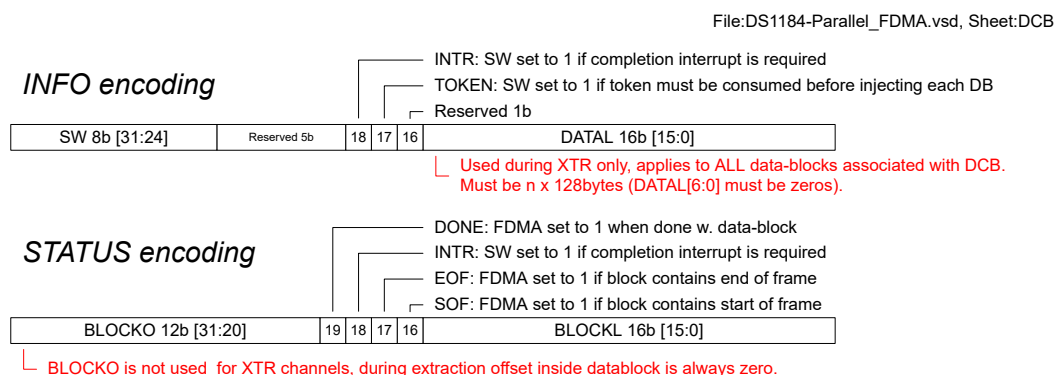 File:DS1184-Parallel_FDMA.vsd, Sheet:DCB
INFO encoding
INTR: SW set to 1 if completion interrupt is required
TOKEN: SW set to 1 if token must be consumed before injecting each DB
Reserved 1b
SW 8b [31:24] Reserved 5b 18 17 16 DATAL 16b [15:0]
Used during XTR only, applies to ALL data-blocks associated with DCB.
Must be n x 128bytes (DATAL[6:0] must be zeros).
STATUS encoding
DONE: FDMA set to 1 when done w. data-block
INTR: SW set to 1 if completion interrupt is required
EOF: FDMA set to 1 if block contains end of frame
SOF: FDMA set to 1 if block contains start of frame
BLOCKO 12b [31:20] 19 18 17 16 BLOCKL 16b [15:0]
BLOCKO is not used for XTR channels, during extraction offset inside datablock is always zero.